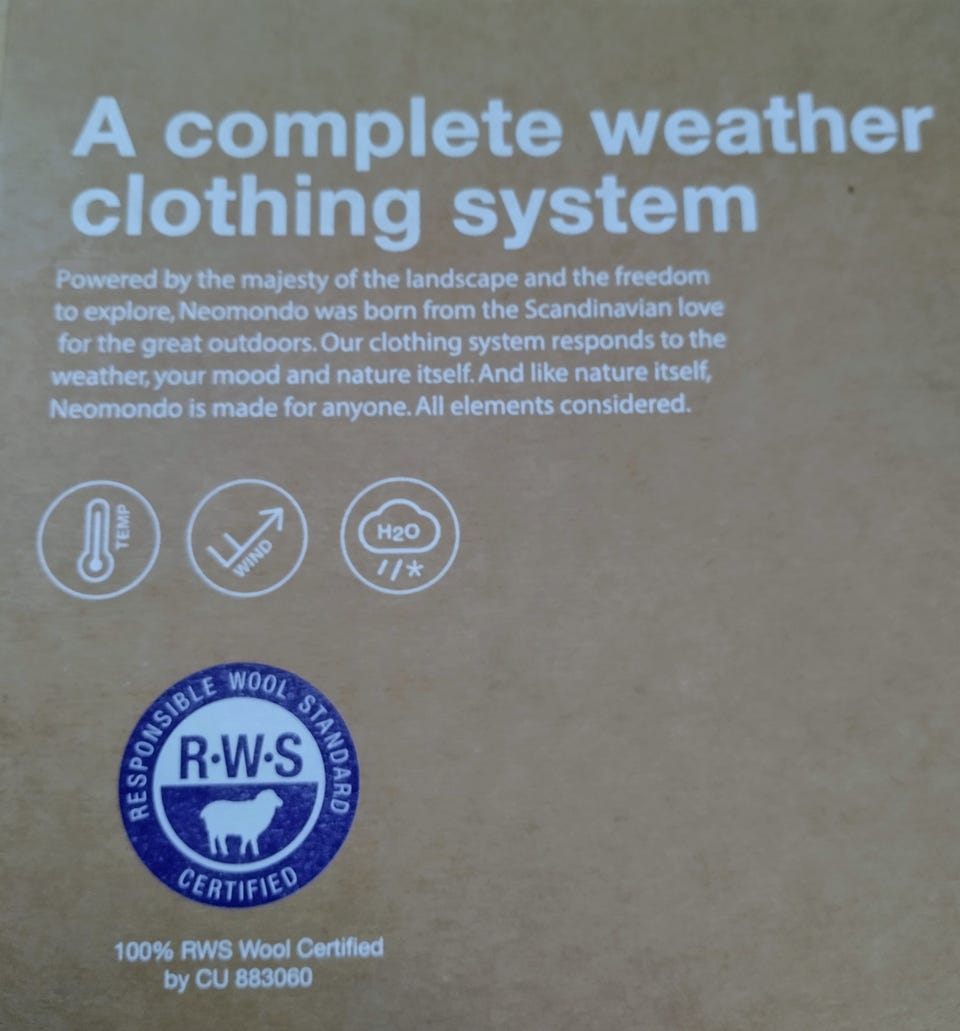 A complete weather
clothing system
Powered by the majesty of the landscape and the freedom
to explore, Neomondo was born from the Scandinavian love
for the great outdoors. Our clothing system responds to the
weather, your mood and nature itself. And like nature itself,
Neomondo is made for anyone. All elements considered.
TEMP
WIND
H2O
RESPONSIBLE WOOL STANDARD
R·W·S
CERTIFIED
100% RWS Wool Certified
by CU 883060